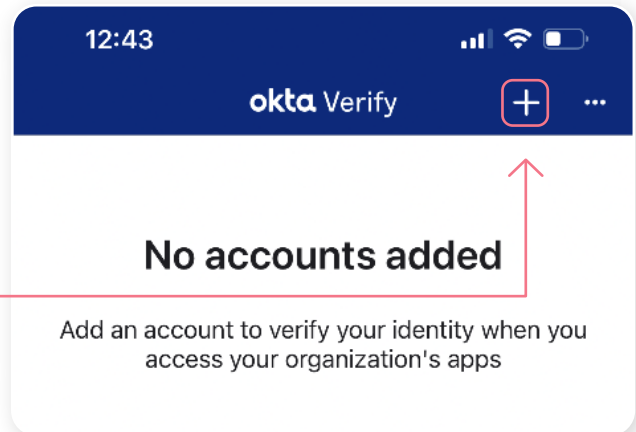 12:43
okta Verify
No accounts added
Add an account to verify your identity when you
access your organization's apps